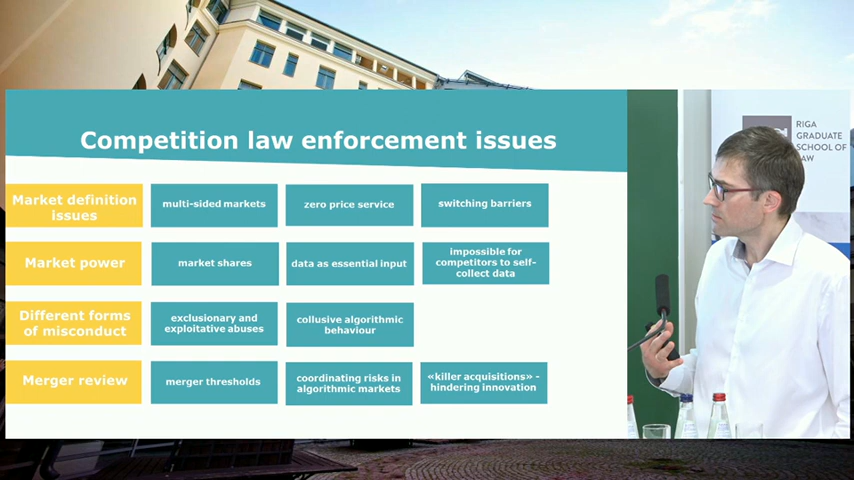 Competition law enforcement issues
Market definition
issues
multi-sided markets
zero price service
switching barriers
Market power
market shares
data as essential input
impossible for
competitors to self-
collect data
Different forms
of misconduct
exclusionary and
exploitative abuses
collusive algorithmic
behaviour
Merger review
merger thresholds
coordinating risks in
algorithmic markets
«killer acquisitions» -
hindering innovation
RIGA
GRADUATE
SCHOOL OF